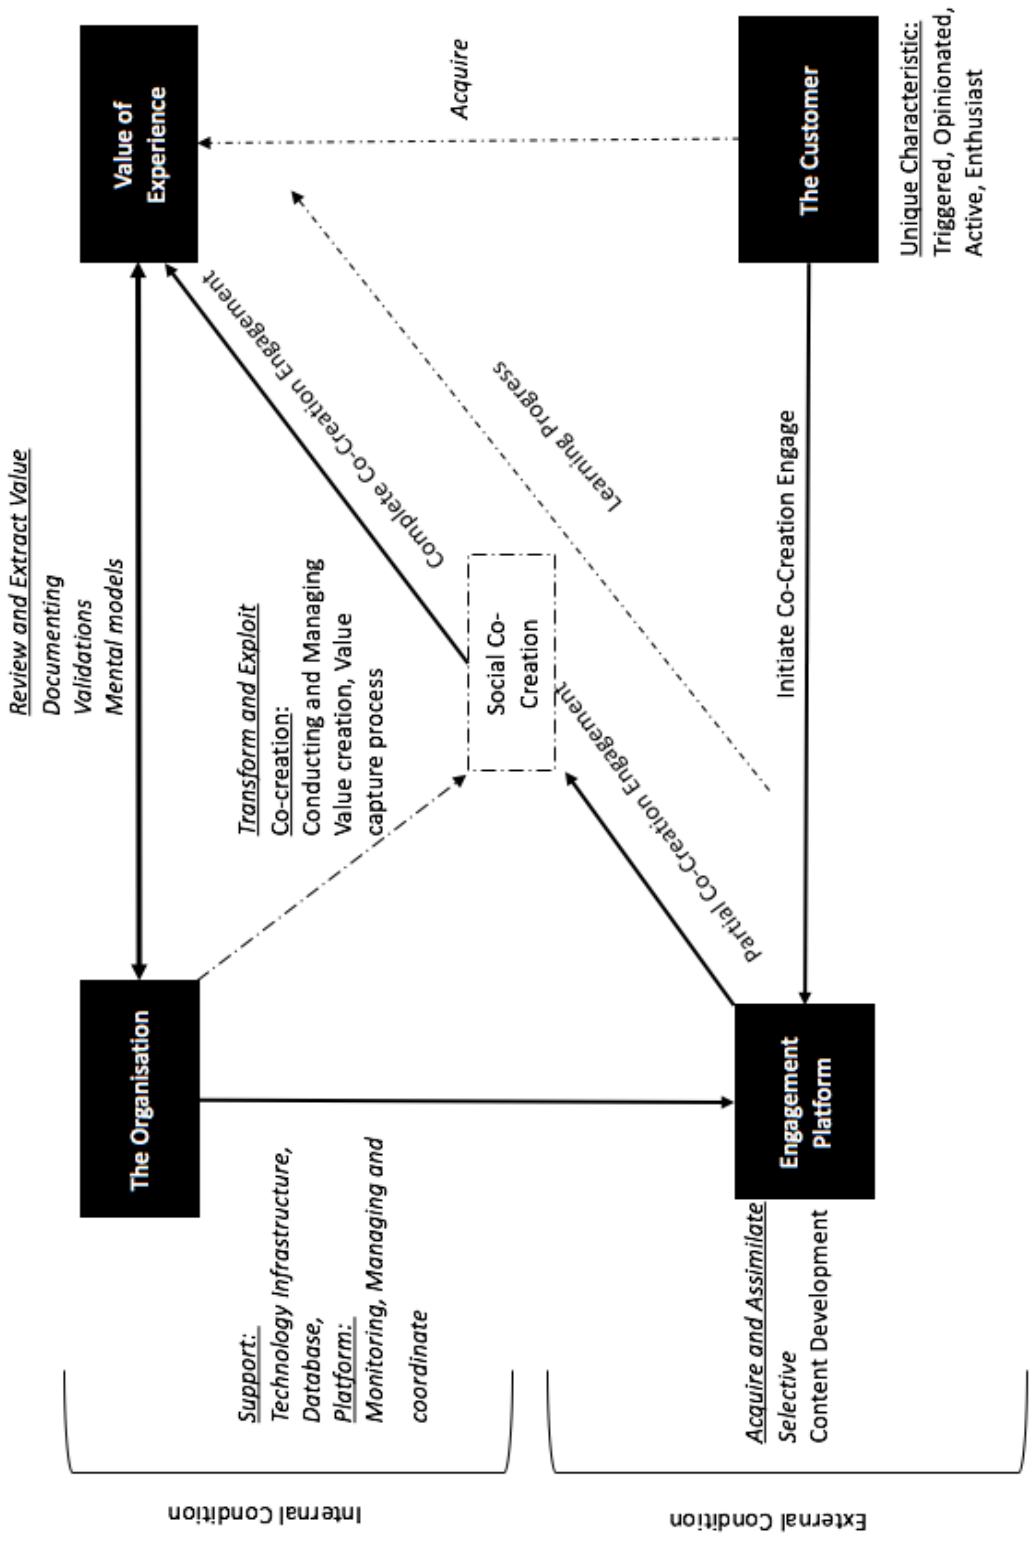 Internal Condition
External Condition
Support:
Technology Infrastructure,
Database,
Platform:
Monitoring, Managing and
coordinate
The Organisation
Review and Extract Value
Documenting
Validations
Mental models
Value of
Experience
Transform and Exploit
Co-creation:
Conducting and Managing
Value creation, Value
capture process
Complete Co-Creation Engagement
Acquire
Social Co-
Creation
Learning Progress
Partial Co-Creation Engagement
Acquire and Assimilate
Selective
Content Development
Engagement
Platform
Initiate Co-Creation Engage
The Customer
Unique Characteristic:
Triggered, Opinionated,
Active, Enthusiast